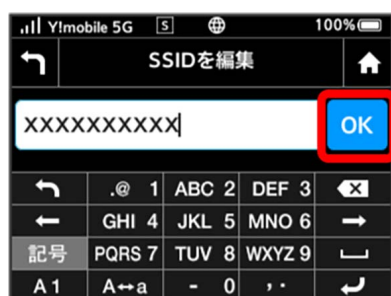 Y!mobile 5G S 100%
SSIDを編集
XXXXXXXXXX OK
.@ 1 ABC 2 DEF 3
GHI 4 JKL 5 MNO 6
記号 PQRS 7 TUV 8 WXYZ 9
A 1 A↔a - 0 , ・